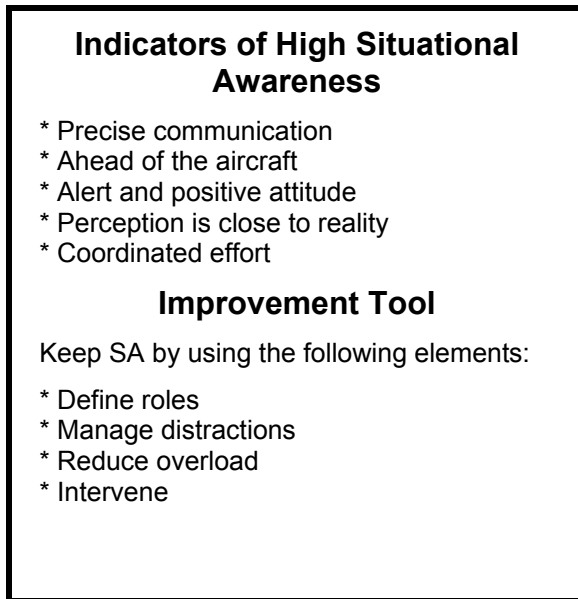 Indicators of High Situational
Awareness
* Precise communication
* Ahead of the aircraft
* Alert and positive attitude
* Perception is close to reality
* Coordinated effort
Improvement Tool
Keep SA by using the following elements:
* Define roles
* Manage distractions
* Reduce overload
* Intervene